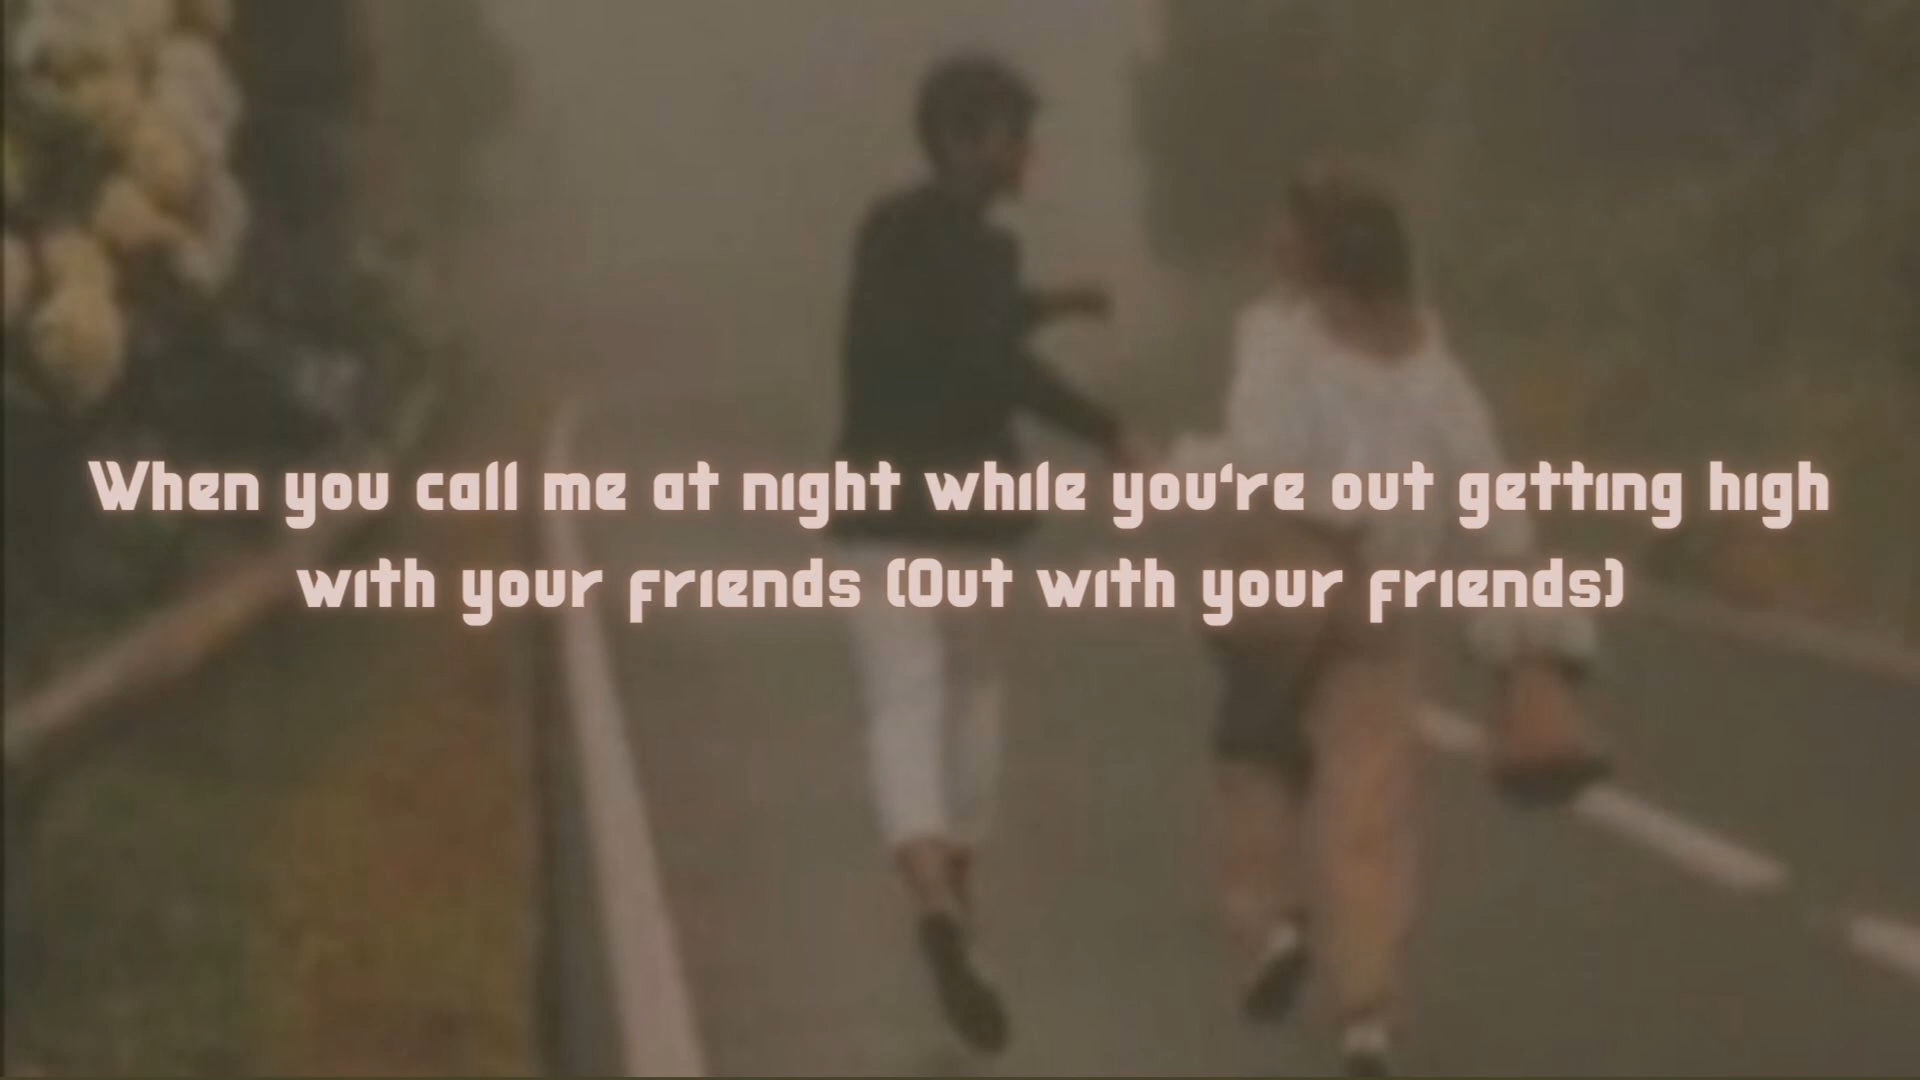 When you call me at night while you're out getting high
with your friends (Out with your friends)